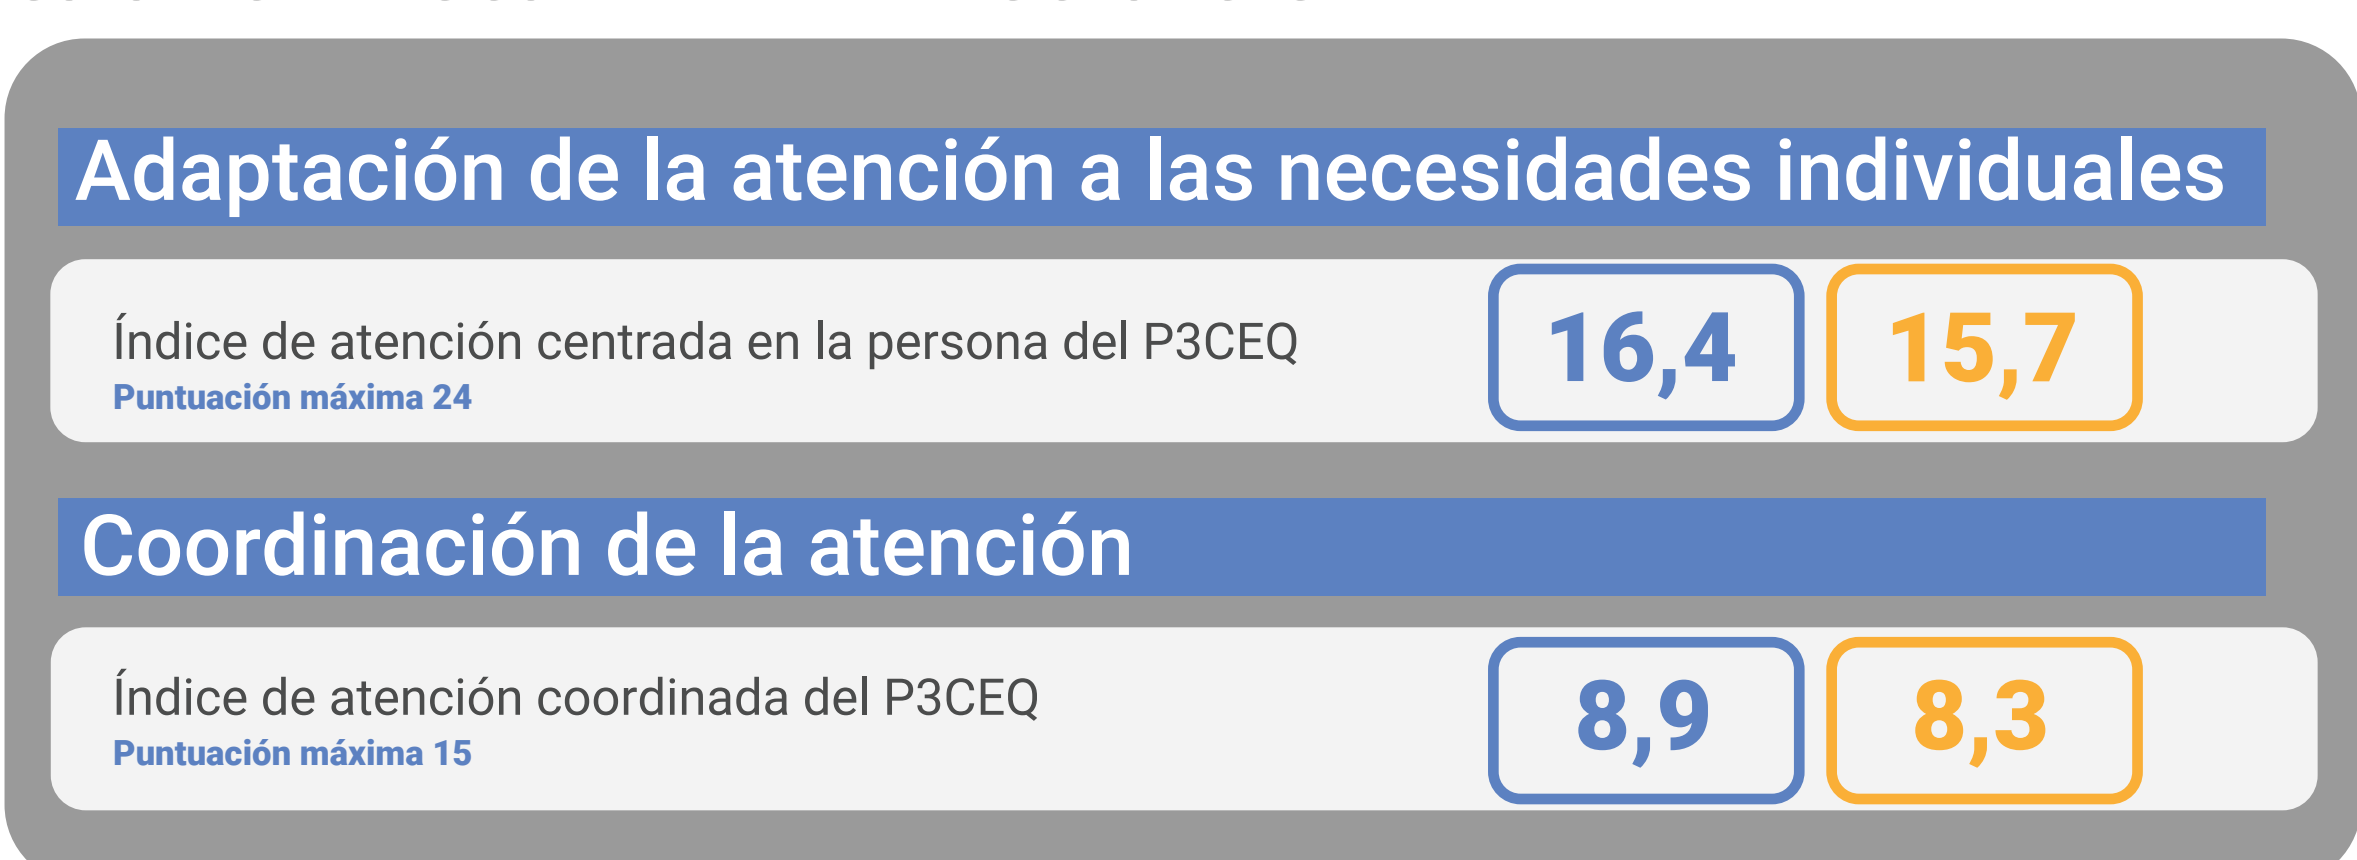 Adaptación de la atención a las necesidades individuales
Índice de atención centrada en la persona del P3CEQ
Puntuación máxima 24
16,4
15,7
Coordinación de la atención
Índice de atención coordinada del P3CEQ
Puntuación máxima 15
8,9
8,3